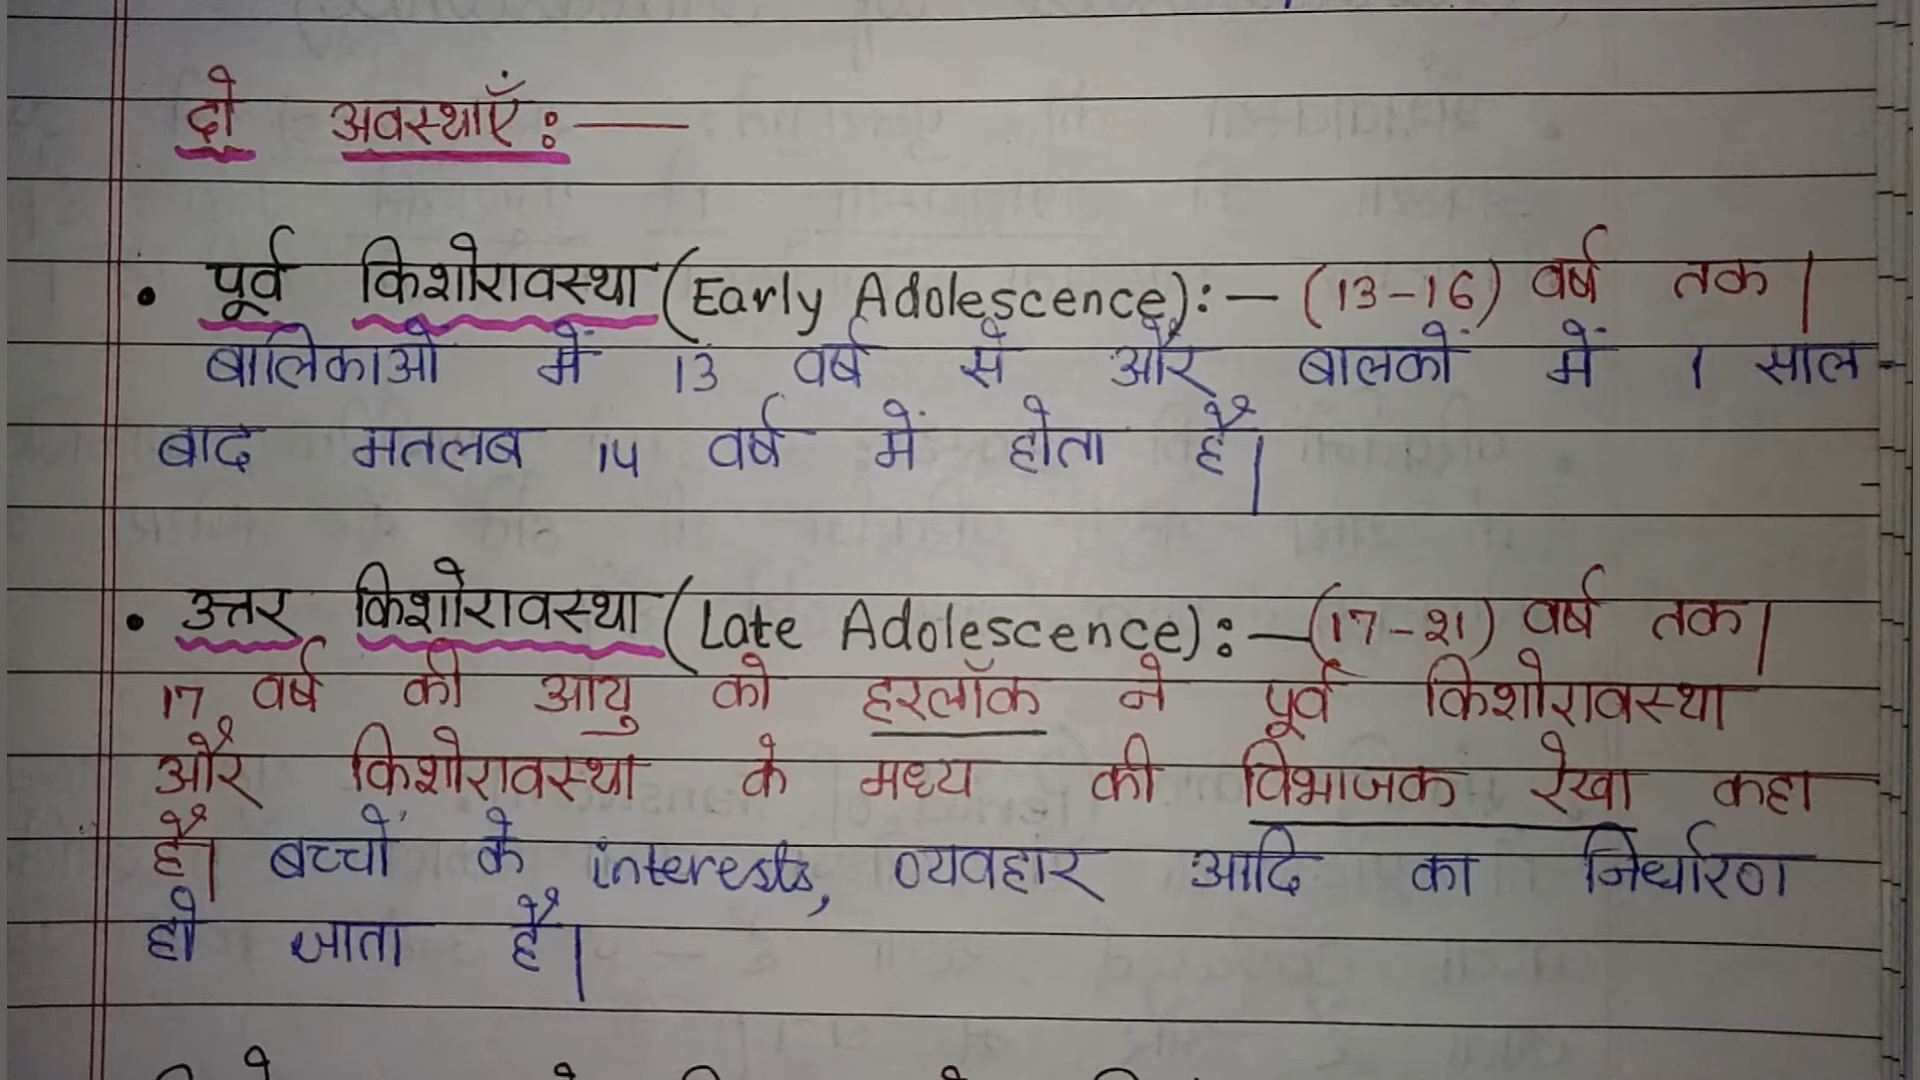 दो अवस्थाएँ :—
• पूर्व किशोरावस्था (Early Adolescence):— (13-16) वर्ष तक।
बालिकाओं में 13 वर्ष से और बालकों में 1 साल
बाद मतलब 14 वर्ष में होता है।
• उत्तर किशोरावस्था (Late Adolescence):— (17-21) वर्ष तक।
17 वर्ष की आयु को हरलॉक ने पूर्व किशोरावस्था
और किशोरावस्था के मध्य की विभाजक रेखा कहा
है। बच्चों के interests, व्यवहार आदि का निर्धारण
हो जाता है।